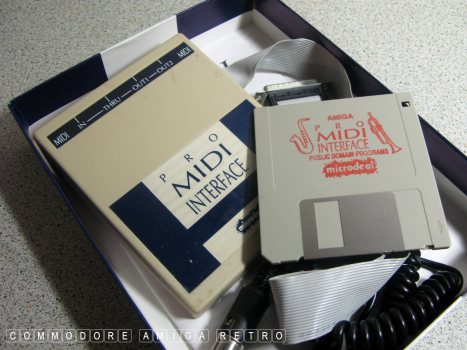 MIDI IN THRU OUT1 OUT2 MIDI
PRO
MIDI
INTERFACE
microdeal
AMIGA
PRO
MIDI
INTERFACE
PUBLIC DOMAIN PROGRAMS
microdeal
COMMODORE AMIGA RETRO